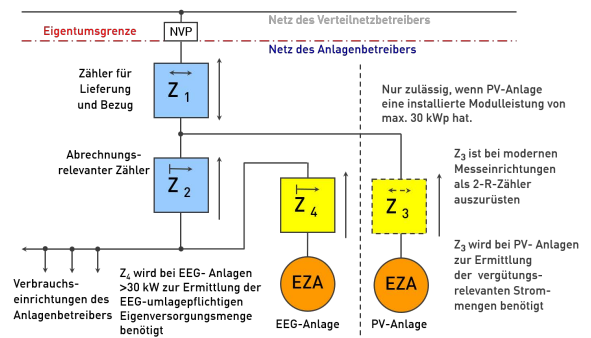 Netz des Verteilnetzbetreibers
Eigentumsgrenze
NVP
Netz des Anlagenbetreibers
Zähler für
Lieferung
und Bezug
Z 1
Nur zulässig, wenn PV-Anlage
eine installierte Modulleistung von
max. 30 kWp hat.
Abrechnungs-
relevanter Zähler
Z 2
Z 4
Z 3
Z3 ist bei modernen
Messeinrichtungen
als 2-R-Zähler
auszurüsten
Z3 wird bei PV- Anlagen
zur Ermittlung
der vergütungs-
relevanten Strom-
mengen benötigt
Verbrauchs-
einrichtungen des
Anlagenbetreibers
Z4 wird bei EEG- Anlagen
>30 kW zur Ermittlung der
EEG-umlagepflichtigen
Eigenversorgungsmenge
benötigt
EZA
EEG-Anlage
EZA
PV-Anlage